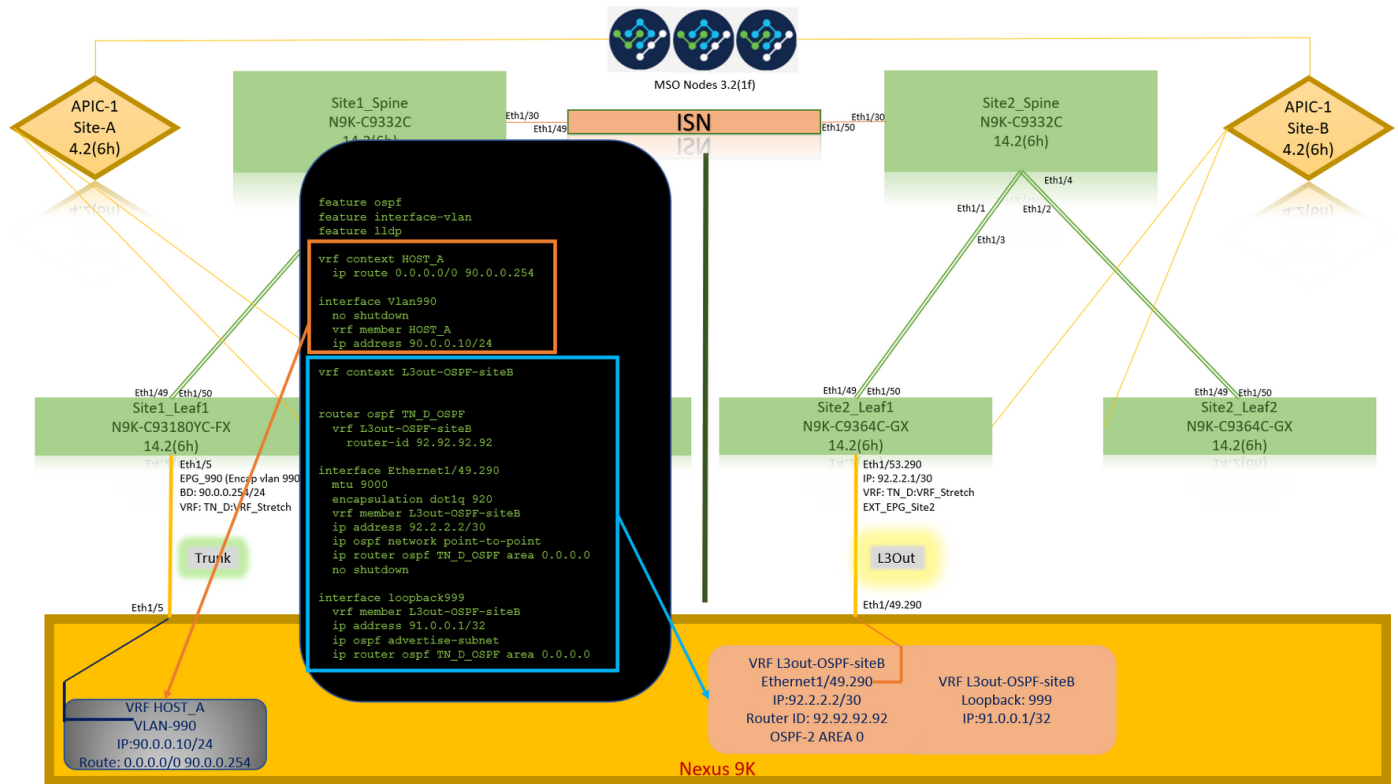 MSO Nodes 3.2(1f)
APIC-1
Site-A
4.2(6h)
Site1_Spine
N9K-C9332C
14.2(6h)
Eth1/30
Eth1/49
ISN
Eth1/30
Eth1/50
Site2_Spine
N9K-C9332C
14.2(6h)
APIC-1
Site-B
4.2(6h)
Eth1/4
Eth1/1
Eth1/2
Eth1/3
feature ospf
feature interface-vlan
feature lldp
vrf context HOST_A
ip route 0.0.0.0/0 90.0.0.254
interface Vlan990
no shutdown
vrf member HOST_A
ip address 90.0.0.10/24
vrf context L3out-OSPF-siteB
router ospf TN_D_OSPF
vrf L3out-OSPF-siteB
router-id 92.92.92.92
interface Ethernet1/49.290
mtu 9000
encapsulation dot1q 920
vrf member L3out-OSPF-siteB
ip address 92.2.2.2/30
ip ospf network point-to-point
ip router ospf TN_D_OSPF area 0.0.0.0
no shutdown
interface loopback999
vrf member L3out-OSPF-siteB
ip address 91.0.0.1/32
ip ospf advertise-subnet
ip router ospf TN_D_OSPF area 0.0.0.0
Eth1/49 Eth1/50
Site1_Leaf1
N9K-C93180YC-FX
14.2(6h)
Eth1/5
EPG_990 (Encap vlan 990
BD: 90.0.0.254/24
VRF: TN_D:VRF_Stretch
Trunk
Eth1/5
Eth1/49 Eth1/50
Site2_Leaf1
N9K-C9364C-GX
14.2(6h)
Eth1/53.290
IP: 92.2.2.1/30
VRF: TN_D:VRF_Stretch
EXT_EPG_Site2
L3Out
Eth1/49.290
Eth1/49 Eth1/50
Site2_Leaf2
N9K-C9364C-GX
14.2(6h)
VRF HOST_A
VLAN-990
IP:90.0.0.10/24
Route: 0.0.0.0/0 90.0.0.254
VRF L3out-OSPF-siteB
Ethernet1/49.290
IP:92.2.2.2/30
Router ID: 92.92.92.92
OSPF-2 AREA 0
VRF L3out-OSPF-siteB
Loopback: 999
IP:91.0.0.1/32
Nexus 9K